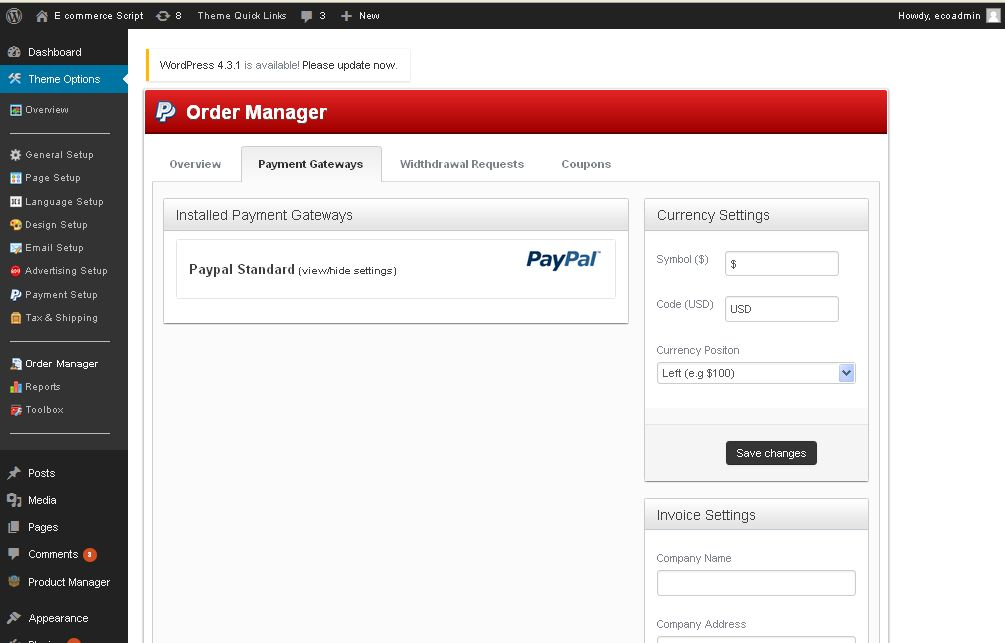 E commerce Script 8 Theme Quick Links 3 New Howdy, ecoadmin
Dashboard
Theme Options
Overview
General Setup
Page Setup
Language Setup
Design Setup
Email Setup
Advertising Setup
Payment Setup
Tax & Shipping
Order Manager
Reports
Toolbox
Posts
Media
Pages
Comments 3
Product Manager
Appearance
WordPress 4.3.1 is available! Please update now.
Order Manager
Overview Payment Gateways Widthdrawal Requests Coupons
Installed Payment Gateways
Paypal Standard (view/hide settings) PayPal
Currency Settings
Symbol ($) $
Code (USD) USD
Currency Positon
Left (e.g $100)
Save changes
Invoice Settings
Company Name
Company Address